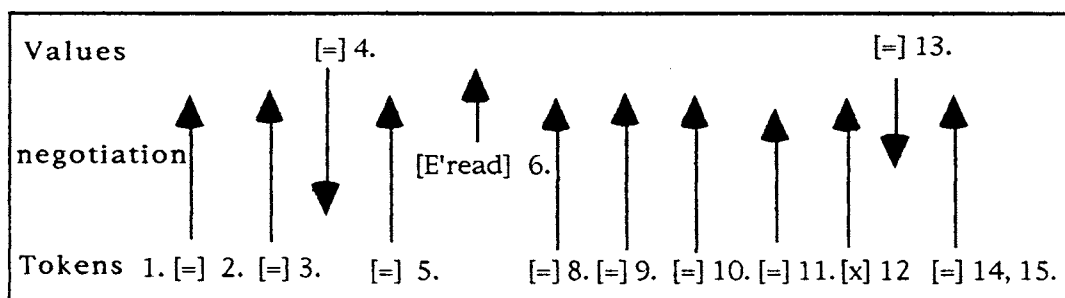 Values [=] 4. [=] 13.
negotiation
[E'read] 6.
Tokens 1. [=] 2. [=] 3. [=] 5. [=] 8. [=] 9. [=] 10. [=] 11. [x] 12 [=] 14, 15.